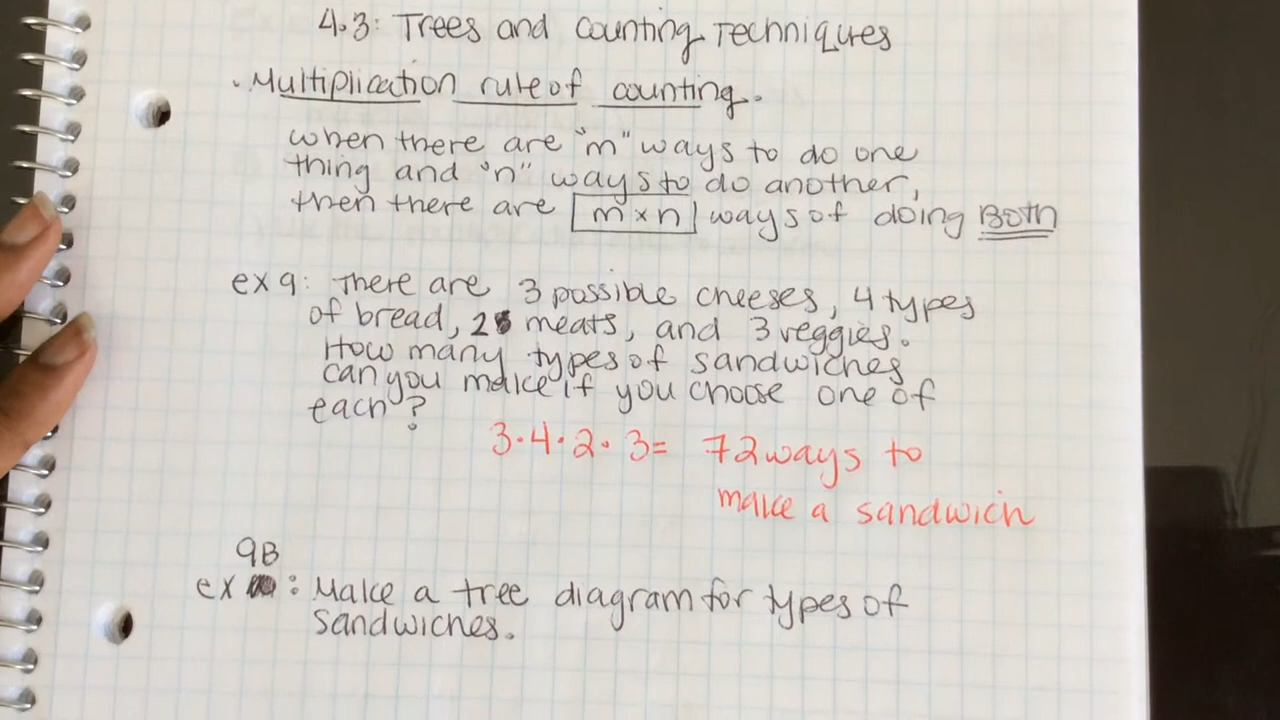 4.3: Trees and Counting Techniques
. Multiplication rule of counting.
when there are "m" ways to do one
thing and "n" ways to do another,
then there are m×n ways of doing BOTH
ex 9: There are 3 possible cheeses, 4 types
of bread, 2 meats, and 3 veggies.
How many types of sandwiches
can you make if you choose one of
each?
3·4·2·3= 72 ways to
make a sandwich
9B
ex : Make a tree diagram for types of
sandwiches.